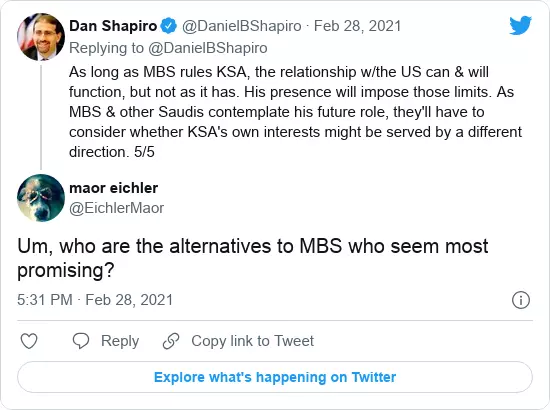 Dan Shapiro @DanielBShapiro · Feb 28, 2021
Replying to @DanielBShapiro
As long as MBS rules KSA, the relationship w/the US can & will
function, but not as it has. His presence will impose those limits. As
MBS & other Saudis contemplate his future role, they'll have to
consider whether KSA's own interests might be served by a different
direction. 5/5
maor eichler
@EichlerMaor
Um, who are the alternatives to MBS who seem most
promising?
5:31 PM · Feb 28, 2021
Reply Copy link to Tweet
Explore what's happening on Twitter